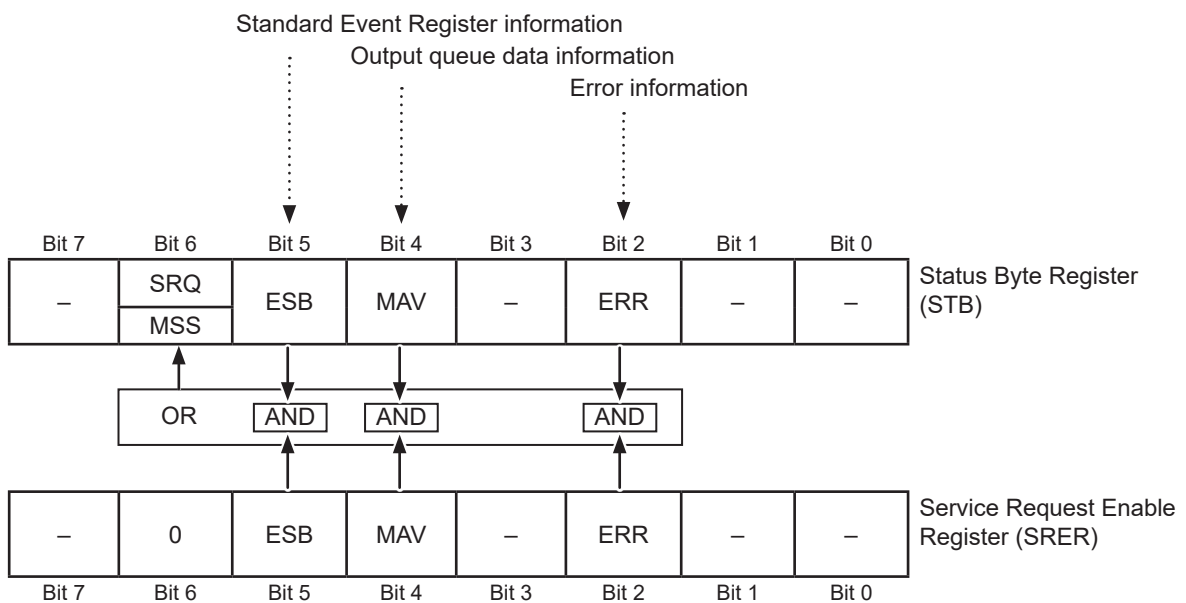 Standard Event Register information
Output queue data information
Error information
Bit 7 Bit 6 Bit 5 Bit 4 Bit 3 Bit 2 Bit 1 Bit 0
– SRQ MSS ESB MAV – ERR – –
Status Byte Register
(STB)
OR AND AND AND
– 0 ESB MAV – ERR – –
Service Request Enable
Register (SRER)
Bit 7 Bit 6 Bit 5 Bit 4 Bit 3 Bit 2 Bit 1 Bit 0